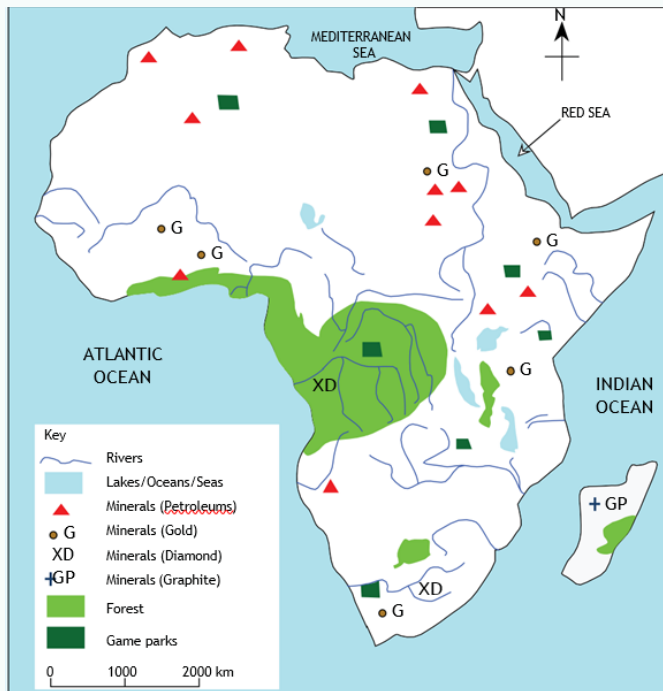 MEDITERRANEAN
SEA
N
RED SEA
G
G
G
G
G
ATLANTIC
OCEAN
XD
INDIAN
OCEAN
GP
XD
G
Key
Rivers
Lakes/Oceans/Seas
Minerals (Petroleums)
G
Minerals (Gold)
XD
Minerals (Diamond)
GP
Minerals (Graphite)
Forest
Game parks
0
1000
2000 km